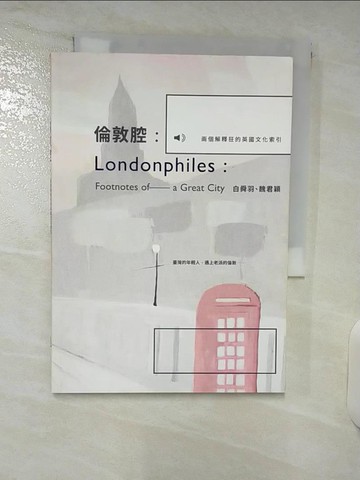 倫敦腔：
兩個解釋狂的英國文化索引
Londonphiles：
Footnotes of—— a Great City 白舜羽、魏君穎
臺灣的年輕人，遇上老派的倫敦